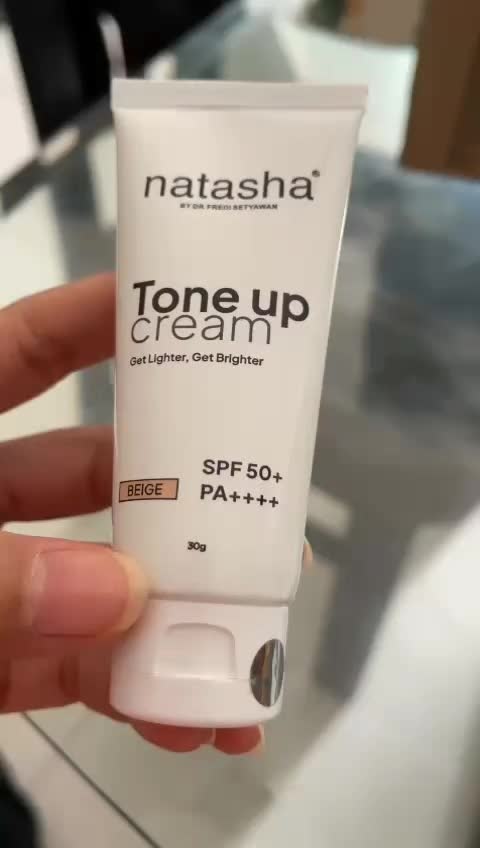 natasha®
BY DR. FREDI SETYAWAN
Tone up
cream
Get Lighter, Get Brighter
SPF 50+
BEIGE
PA++++
30g